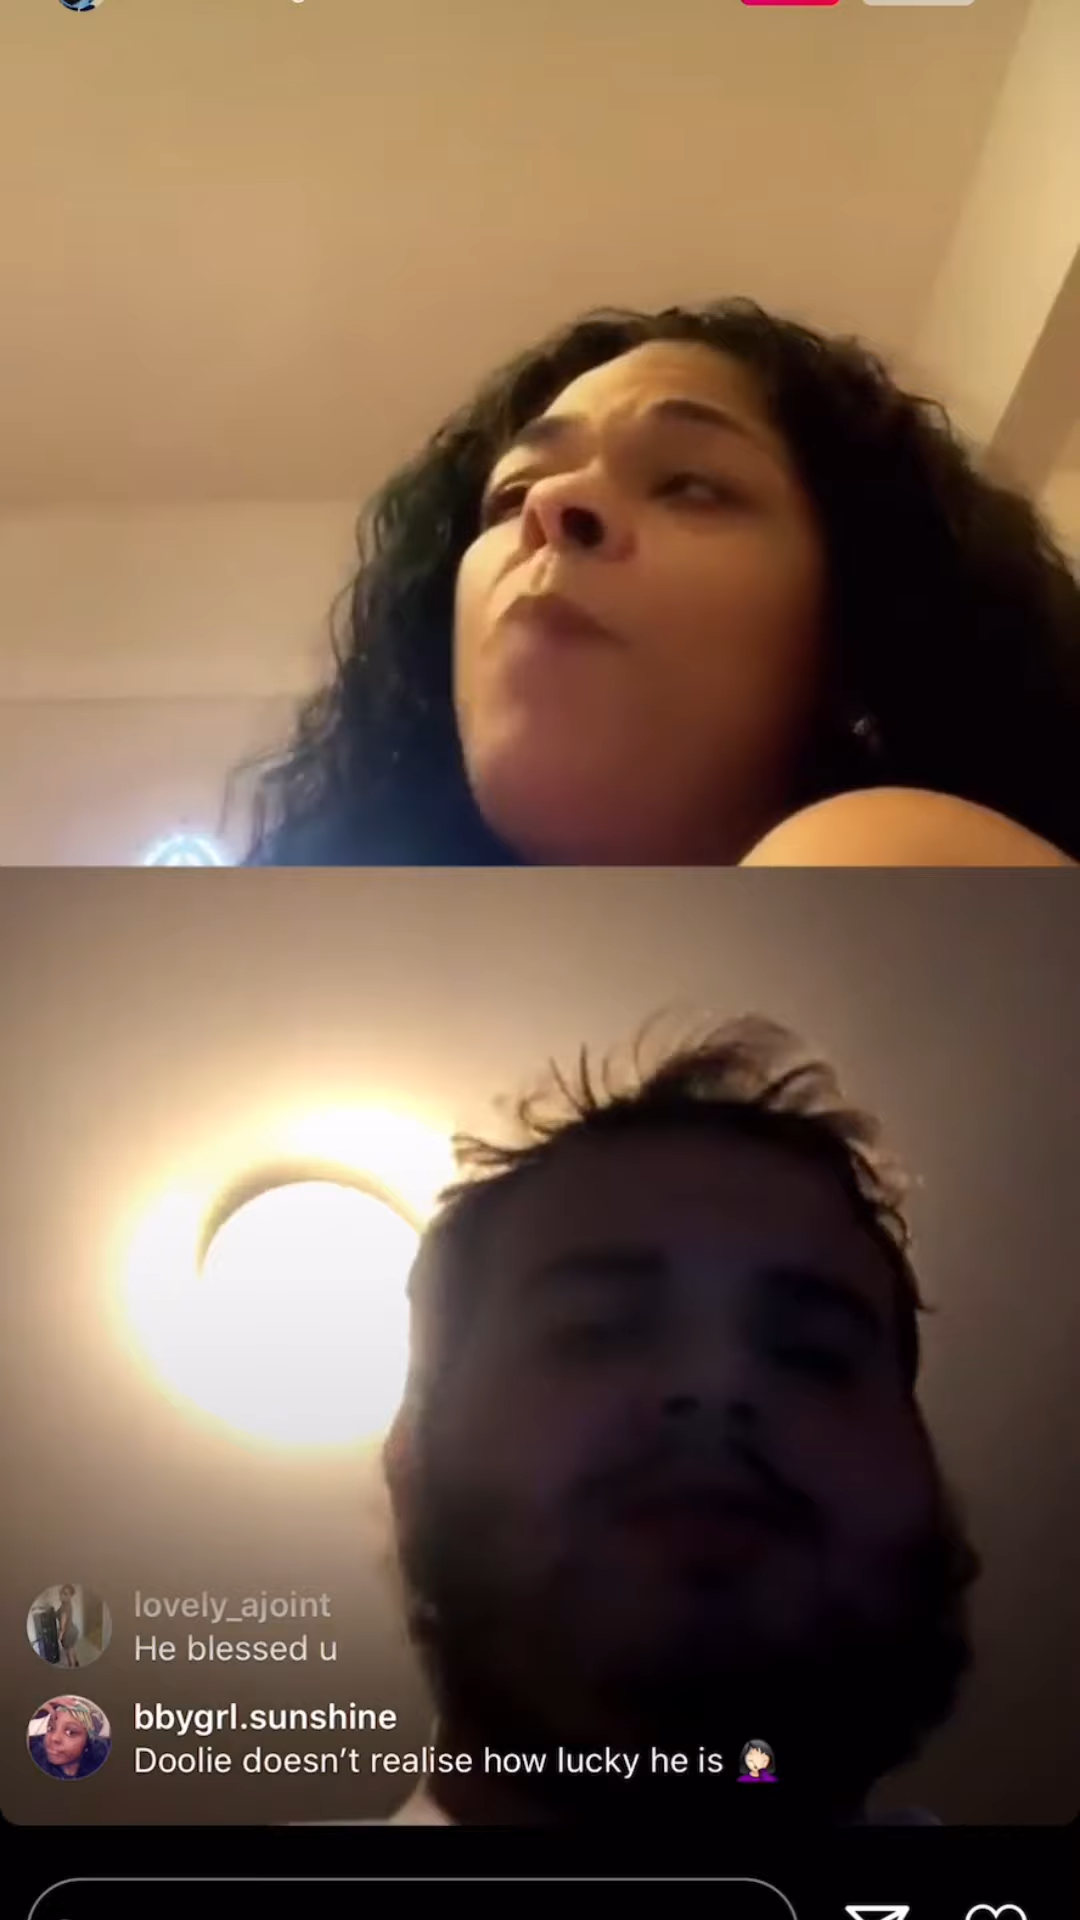 lovely_ajoint
He blessed u
bbygrl.sunshine
Doolie doesn’t realise how lucky he is 🤦🏻‍♀️